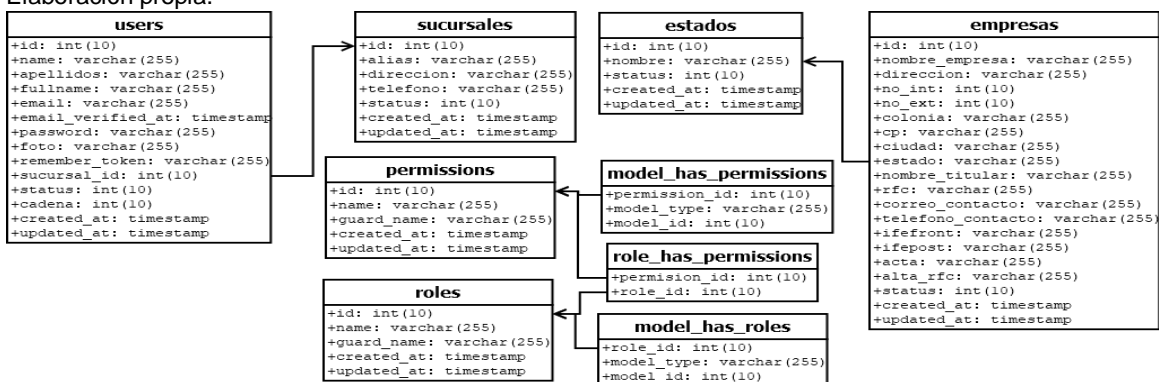 Elaboración propia.
users
+id: int(10)
+name: varchar(255)
+apellidos: varchar(255)
+fullname: varchar(255)
+email: varchar(255)
+email_verified_at: timestamp
+password: varchar(255)
+foto: varchar(255)
+remember_token: varchar(255)
+sucursal_id: int(10)
+status: int(10)
+cadena: int(10)
+created_at: timestamp
+updated_at: timestamp
sucursales
+id: int(10)
+alias: varchar(255)
+direccion: varchar(255)
+telefono: varchar(255)
+status: int(10)
+created_at: timestamp
+updated_at: timestamp
estados
+id: int(10)
+nombre: varchar(255)
+status: int(10)
+created_at: timestamp
+updated_at: timestamp
empresas
+id: int(10)
+nombre_empresa: varchar(255)
+direccion: varchar(255)
+no_int: int(10)
+no_ext: int(10)
+colonia: varchar(255)
+cp: varchar(255)
+ciudad: varchar(255)
+estado: varchar(255)
+nombre_titular: varchar(255)
+rfc: varchar(255)
+correo_contacto: varchar(255)
+telefono_contacto: varchar(255)
+ifefront: varchar(255)
+ifepost: varchar(255)
+acta: varchar(255)
+alta_rfc: varchar(255)
+status: int(10)
+created_at: timestamp
+updated_at: timestamp
permissions
+id: int(10)
+name: varchar(255)
+guard_name: varchar(255)
+created_at: timestamp
+updated_at: timestamp
model_has_permissions
+permission_id: int(10)
+model_type: varchar(255)
+model_id: int(10)
role_has_permissions
+permision_id: int(10)
+role_id: int(10)
roles
+id: int(10)
+name: varchar(255)
+guard_name: varchar(255)
+created_at: timestamp
+updated_at: timestamp
model_has_roles
+role_id: int(10)
+model_type: varchar(255)
+model_id: int(10)